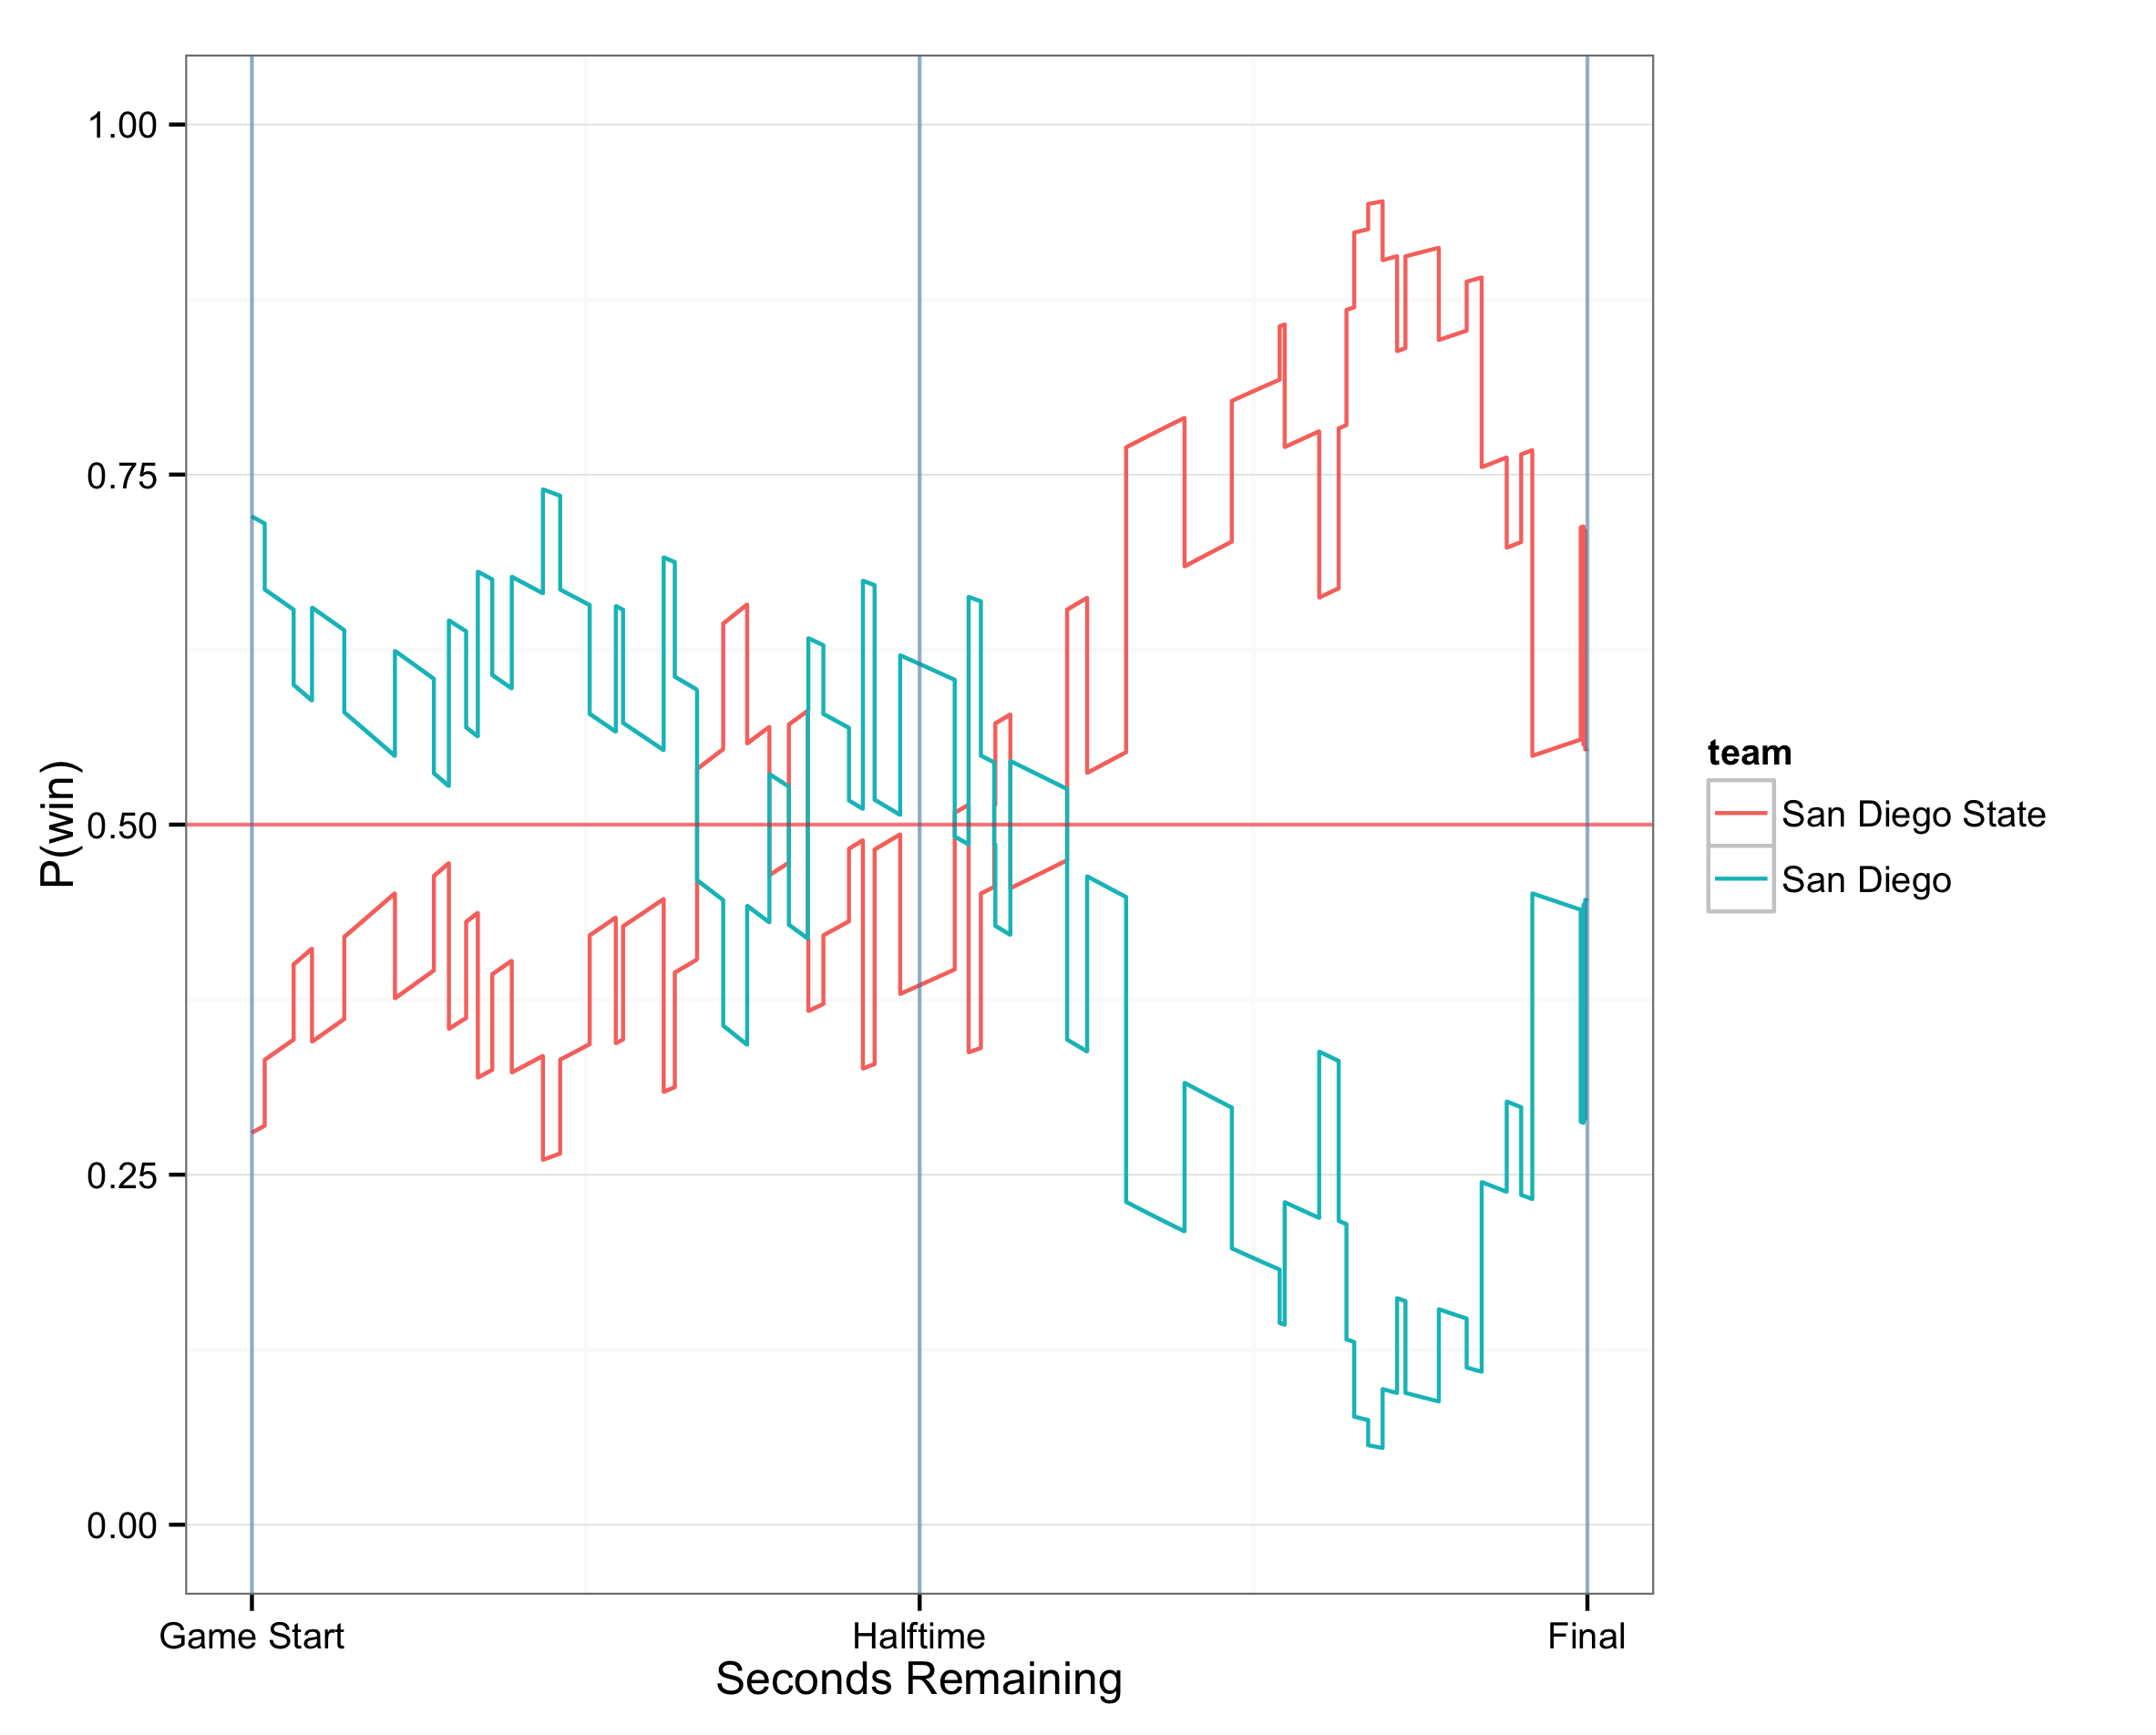 P(win)
1.00
0.75
0.50
0.25
0.00
Game Start
Halftime
Final
Seconds Remaining
team
San Diego State
San Diego